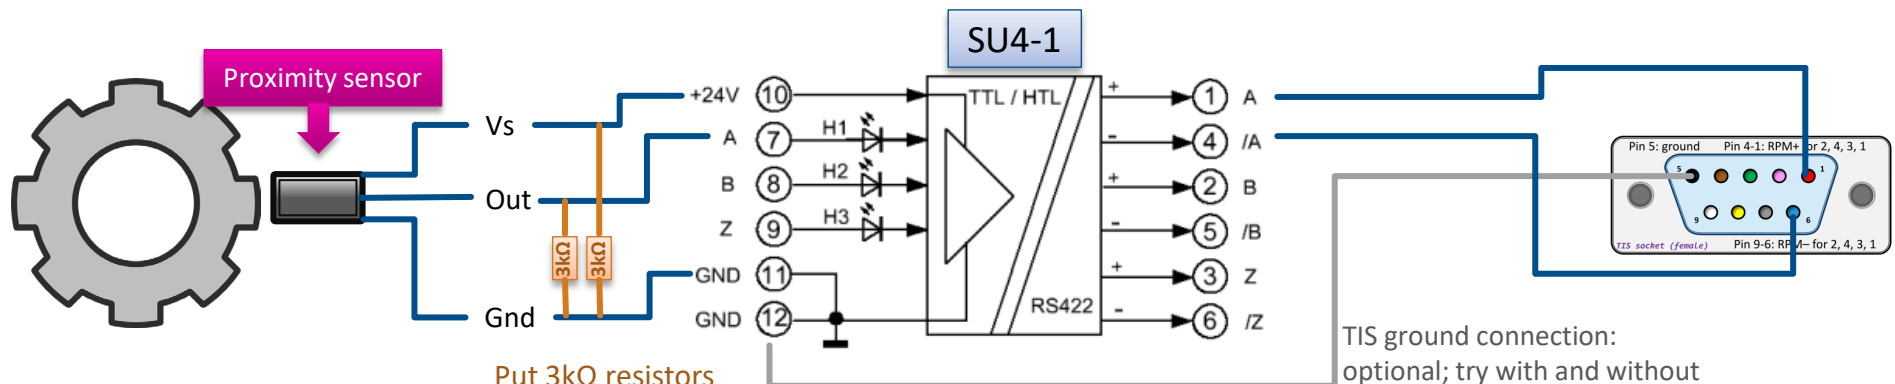 SU4-1
Proximity sensor
Vs
Out
Gnd
3kΩ
3kΩ
Put 3kΩ resistors
+24V
10
A
7
H1
B
8
H2
Z
9
H3
GND
11
GND
12
TTL / HTL
RS422
+
1
A
-
4
/A
+
2
B
-
5
/B
+
3
Z
-
6
/Z
Pin 5: ground
Pin 4-1: RPM+ for 2, 4, 3, 1
5
1
9
6
TIS socket (female)
Pin 9-6: RPM– for 2, 4, 3, 1
TIS ground connection:
optional; try with and without